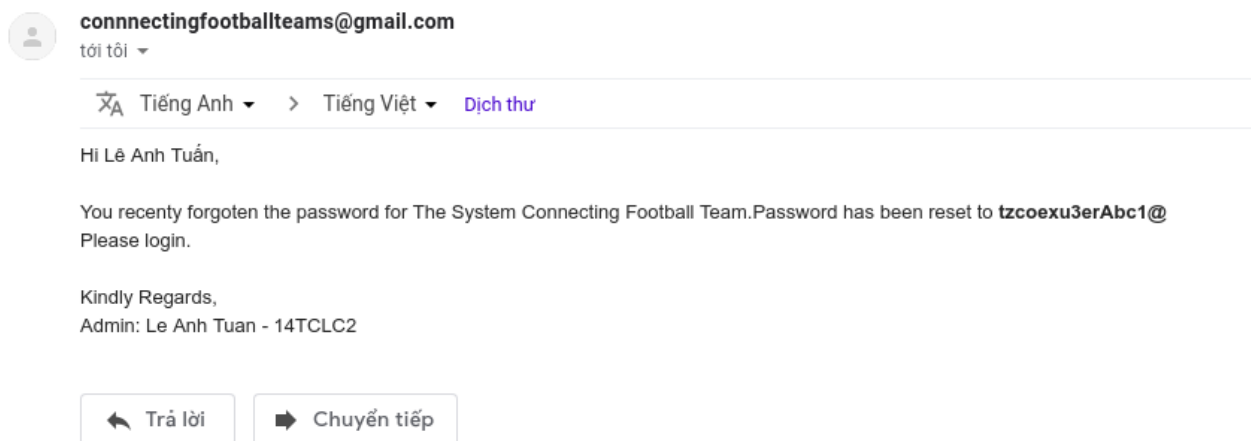 connnectingfootballteams@gmail.com
tới tôi
Tiếng Anh > Tiếng Việt Dịch thư
Hi Lê Anh Tuấn,
You recenty forgoten the password for The System Connecting Football Team.Password has been reset to tzcoexu3erAbc1@
Please login.
Kindly Regards,
Admin: Le Anh Tuan - 14TCLC2
Trả lời
Chuyển tiếp